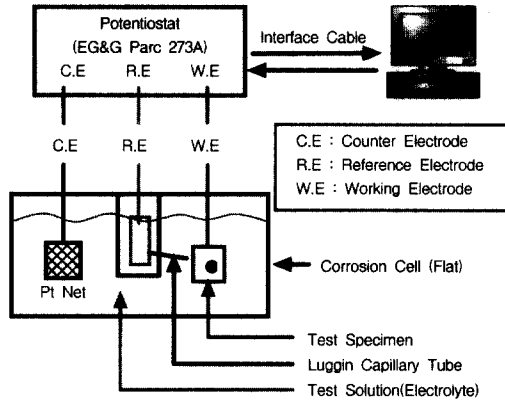 Potentiostat
(EG&G Parc 273A)
C.E R.E W.E
Interface Cable
C.E R.E W.E
C.E : Counter Electrode
R.E : Reference Electrode
W.E : Working Electrode
Pt Net
Corrosion Cell (Flat)
Test Specimen
Luggin Capillary Tube
Test Solution(Electrolyte)